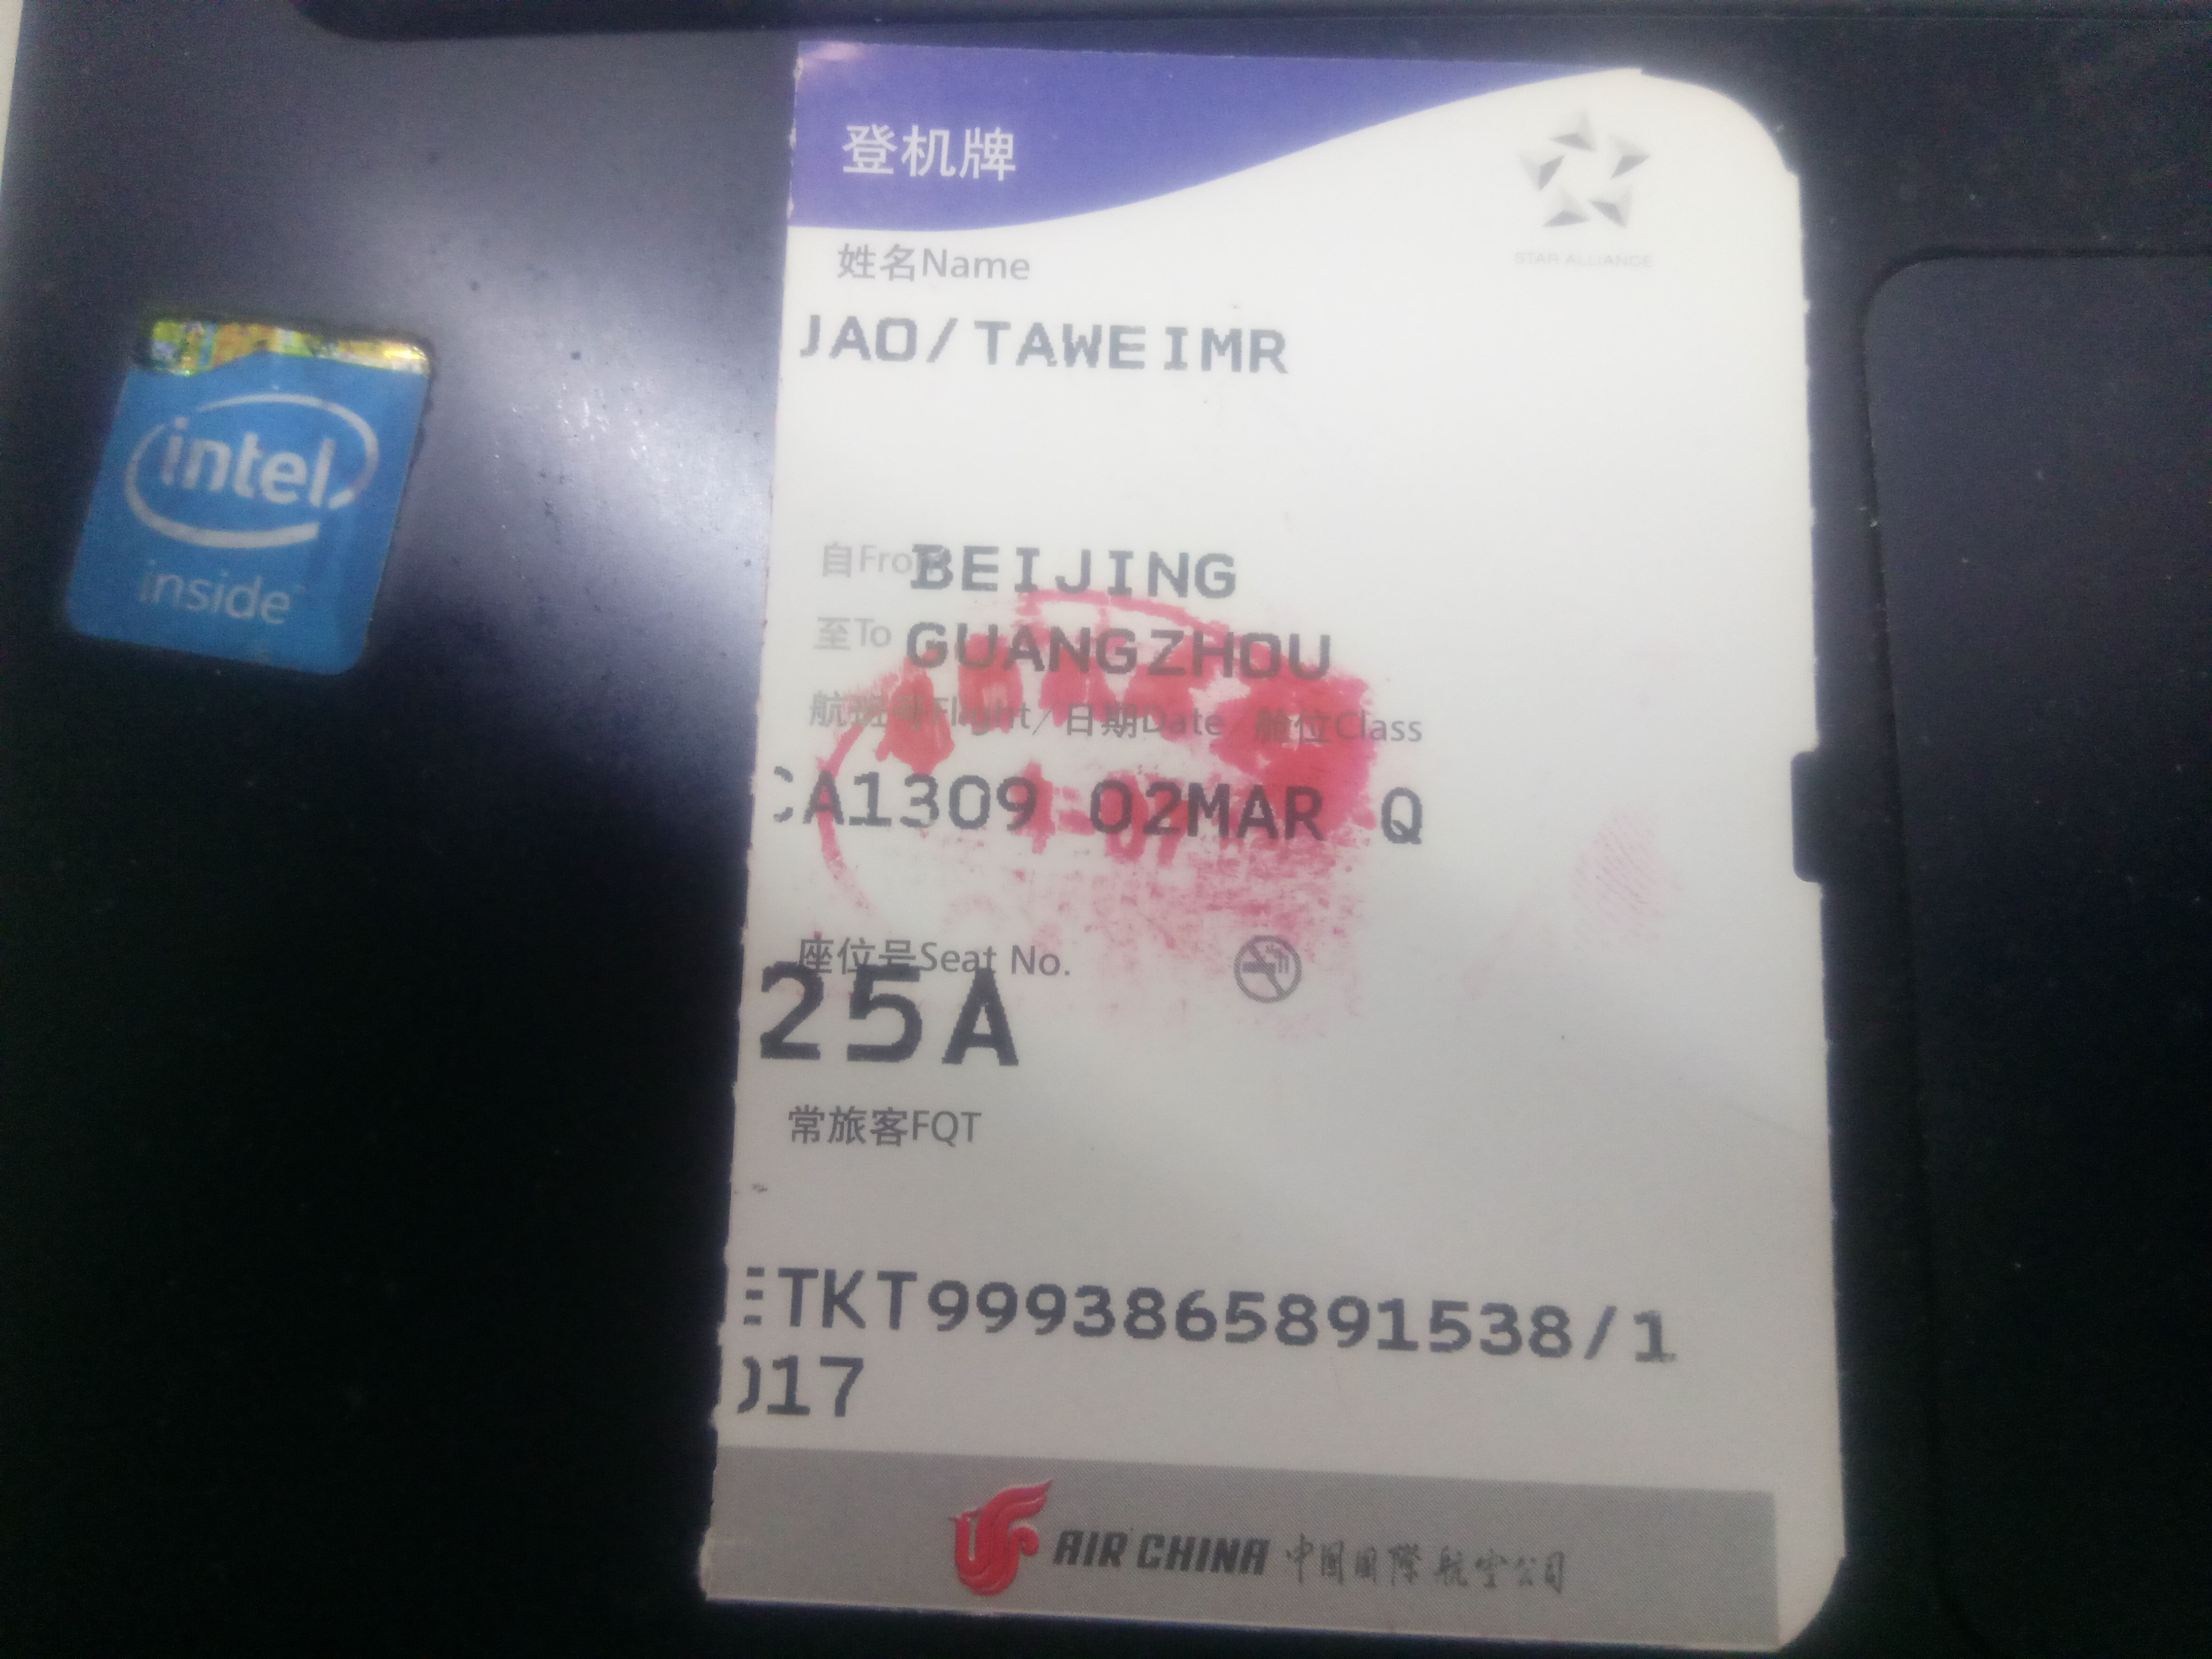 登机牌
STAR ALLIANCE
姓名Name
JAO/TAWEIMR
自From BEIJING
至To GUANGZHOU
航班号Flight/日期Date/舱位Class
CA1309 02MAR Q
座位号Seat No.
25A
常旅客FQT
ETKT9993865891538/1
017
AIR CHINA 中国国际航空公司
intel
inside